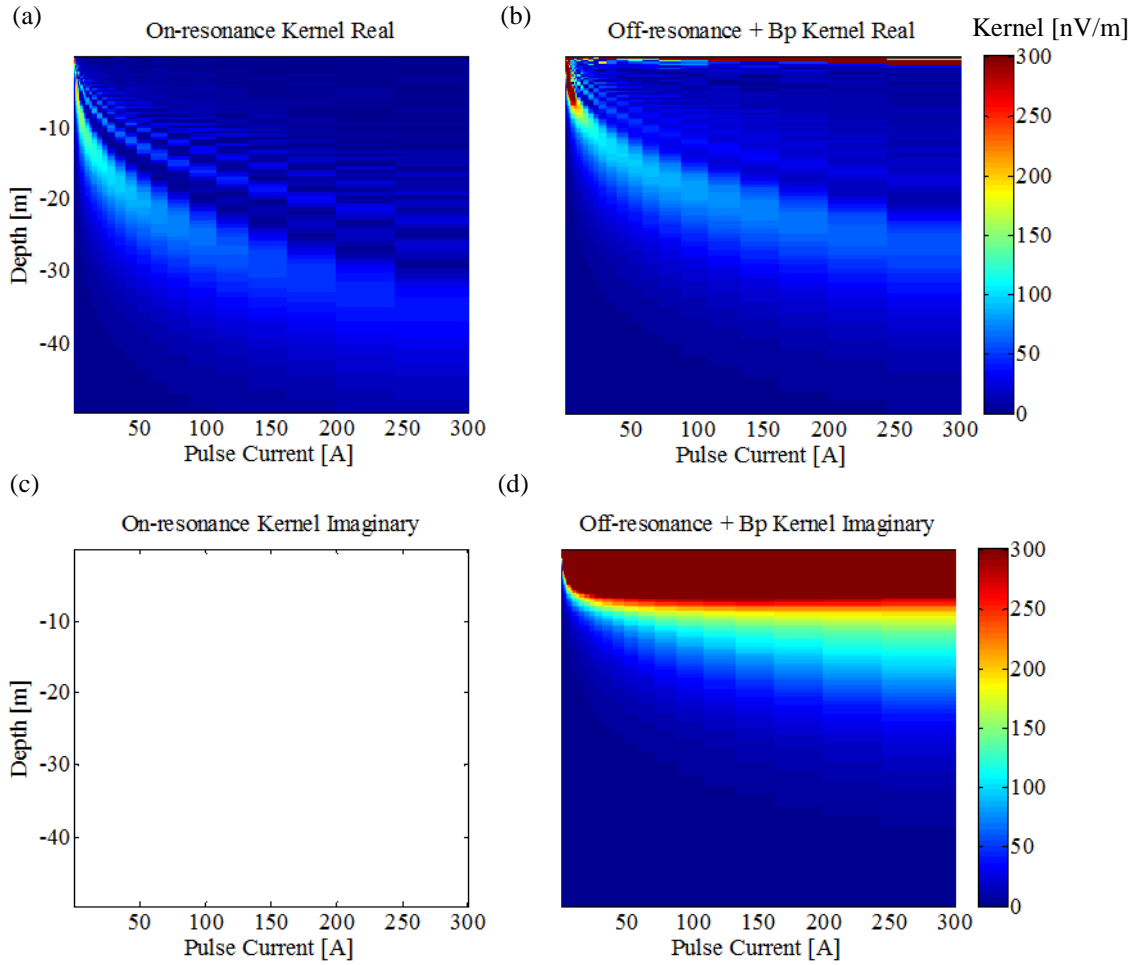 (a)
(b)
On-resonance Kernel Real
Off-resonance + Bp Kernel Real
Kernel [nV/m]
Depth [m]
-10
-20
-30
-40
50 100 150 200 250 300
Pulse Current [A]
50 100 150 200 250 300
Pulse Current [A]
300
250
200
150
100
50
0
(c)
(d)
On-resonance Kernel Imaginary
Off-resonance + Bp Kernel Imaginary
Depth [m]
-10
-20
-30
-40
50 100 150 200 250 300
Pulse Current [A]
50 100 150 200 250 300
Pulse Current [A]
300
250
200
150
100
50
0